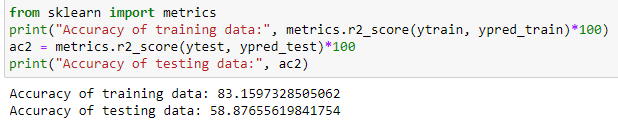 from sklearn import metrics
print("Accuracy of training data:", metrics.r2_score(ytrain, ypred_train)*100)
ac2 = metrics.r2_score(ytest, ypred_test)*100
print("Accuracy of testing data:", ac2)
Accuracy of training data: 83.1597328505062
Accuracy of testing data: 58.87655619841754